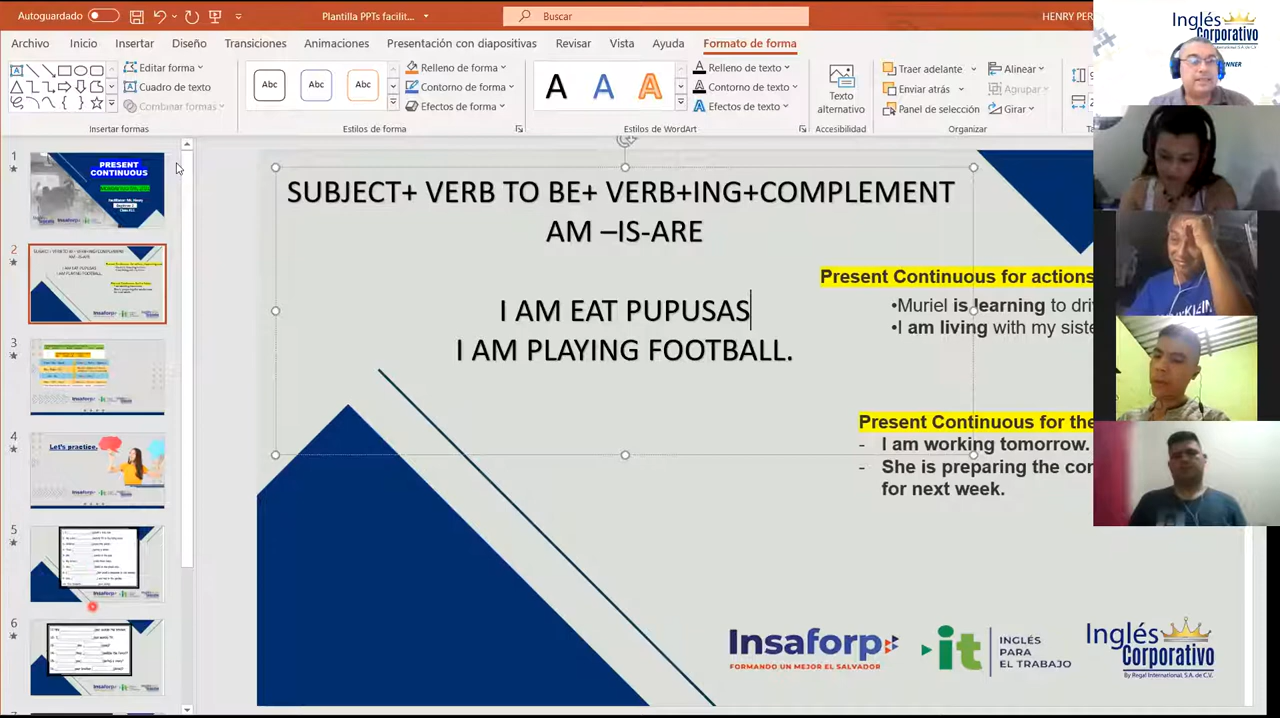 Autoguardado
Plantilla PPTs facilit...
Buscar
HENRY PER
Archivo
Inicio
Insertar
Diseño
Transiciones
Animaciones
Presentación con diapositivas
Revisar
Vista
Ayuda
Formato de forma
Editar forma
Cuadro de texto
Combinar formas
Insertar formas
Abc
Abc
Abc
Relleno de forma
Contorno de forma
Efectos de forma
Estilos de forma
A
A
A
Relleno de texto
Contorno de texto
Efectos de texto
Estilos de WordArt
Texto
alternativo
Accesibilidad
Traer adelante
Enviar atrás
Panel de selección
Alinear
Agrupar
Girar
Organizar
Inglés
Corporativo
1
PRESENT
CONTINUOUS
2
3
4
Let's practice.
5
6
SUBJECT+ VERB TO BE+ VERB+ING+COMPLEMENT
AM –IS-ARE
I AM EAT PUPUSAS
I AM PLAYING FOOTBALL.
Present Continuous for actions
•Muriel is learning to dri
•I am living with my siste
Present Continuous for the
- I am working tomorrow.
- She is preparing the con
for next week.
Insaforp
FORMANDO UN MEJOR EL SALVADOR
it
INGLÉS
PARA
EL TRABAJO
Inglés
Corporativo
By Regal International, S.A. de C.V.